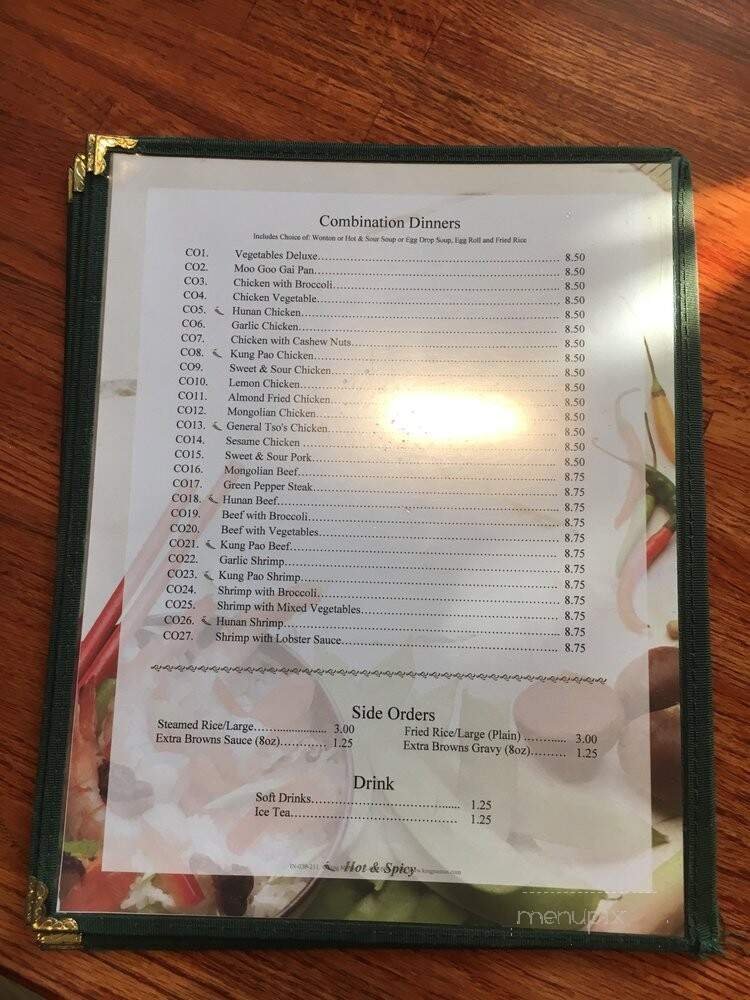 Combination Dinners
Includes Choice of: Wonton or Hot & Sour Soup or Egg Drop Soup, Egg Roll and Fried Rice
CO1. Vegetables Deluxe 8.50
CO2. Moo Goo Gai Pan 8.50
CO3. Chicken with Broccoli 8.50
CO4. Chicken Vegetable 8.50
CO5. Hunan Chicken 8.50
CO6. Garlic Chicken 8.50
CO7. Chicken with Cashew Nuts 8.50
CO8. Kung Pao Chicken 8.50
CO9. Sweet & Sour Chicken 8.50
CO10. Lemon Chicken 8.50
CO11. Almond Fried Chicken 8.50
CO12. Mongolian Chicken 8.50
CO13. General Tso's Chicken 8.50
CO14. Sesame Chicken 8.50
CO15. Sweet & Sour Pork 8.50
CO16. Mongolian Beef 8.75
CO17. Green Pepper Steak 8.75
CO18. Hunan Beef 8.75
CO19. Beef with Broccoli 8.75
CO20. Beef with Vegetables 8.75
CO21. Kung Pao Beef 8.75
CO22. Garlic Shrimp 8.75
CO23. Kung Pao Shrimp 8.75
CO24. Shrimp with Broccoli 8.75
CO25. Shrimp with Mixed Vegetables 8.75
CO26. Hunan Shrimp 8.75
CO27. Shrimp with Lobster Sauce 8.75
Side Orders
Steamed Rice/Large 3.00 Fried Rice/Large (Plain) 3.00
Extra Browns Sauce (8oz) 1.25 Extra Browns Gravy (8oz) 1.25
Drink
Soft Drinks 1.25
Ice Tea 1.25
Hot & Spicy
menupix